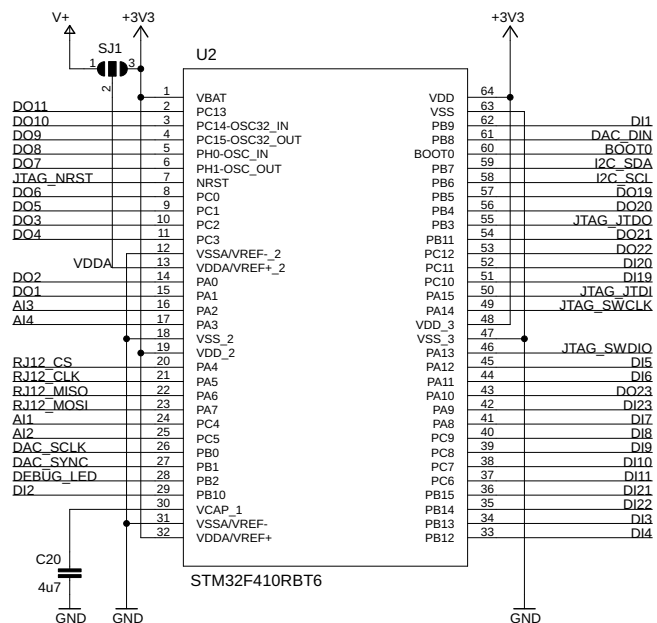 V+ +3V3 +3V3
SJ1
1 3
2
U2
1 VBAT VDD 64
DO11 2 PC13 VSS 63
DO10 3 PC14-OSC32_IN PB9 62 DI1
DO9 4 PC15-OSC32_OUT PB8 61 DAC_DIN
DO8 5 PH0-OSC_IN BOOT0 60 BOOT0
DO7 6 PH1-OSC_OUT PB7 59 I2C_SDA
JTAG_NRST 7 NRST PB6 58 I2C_SCL
DO6 8 PC0 PB5 57 DO19
DO5 9 PC1 PB4 56 DO20
DO3 10 PC2 PB3 55 JTAG_JTDO
DO4 11 PC3 PB11 54 DO21
12 VSSA/VREF-_2 PC12 53 DO22
VDDA 13 VDDA/VREF+_2 PC11 52 DI20
DO2 14 PA0 PC10 51 DI19
DO1 15 PA1 PA15 50 JTAG_JTDI
AI3 16 PA2 PA14 49 JTAG_SWCLK
AI4 17 PA3 VDD_3 48
18 VSS_2 VSS_3 47
19 VDD_2 PA13 46 JTAG_SWDIO
RJ12_CS 20 PA4 PA12 45 DI5
RJ12_CLK 21 PA5 PA11 44 DI6
RJ12_MISO 22 PA6 PA10 43 DO23
RJ12_MOSI 23 PA7 PA9 42 DI23
AI1 24 PC4 PA8 41 DI7
AI2 25 PC5 PC9 40 DI8
DAC_SCLK 26 PB0 PC8 39 DI9
DAC_SYNC 27 PB1 PC7 38 DI10
DEBUG_LED 28 PB2 PC6 37 DI11
DI2 29 PB10 PB15 36 DI21
30 VCAP_1 PB14 35 DI22
31 VSSA/VREF- PB13 34 DI3
32 VDDA/VREF+ PB12 33 DI4
C20
4u7
STM32F410RBT6
GND GND GND